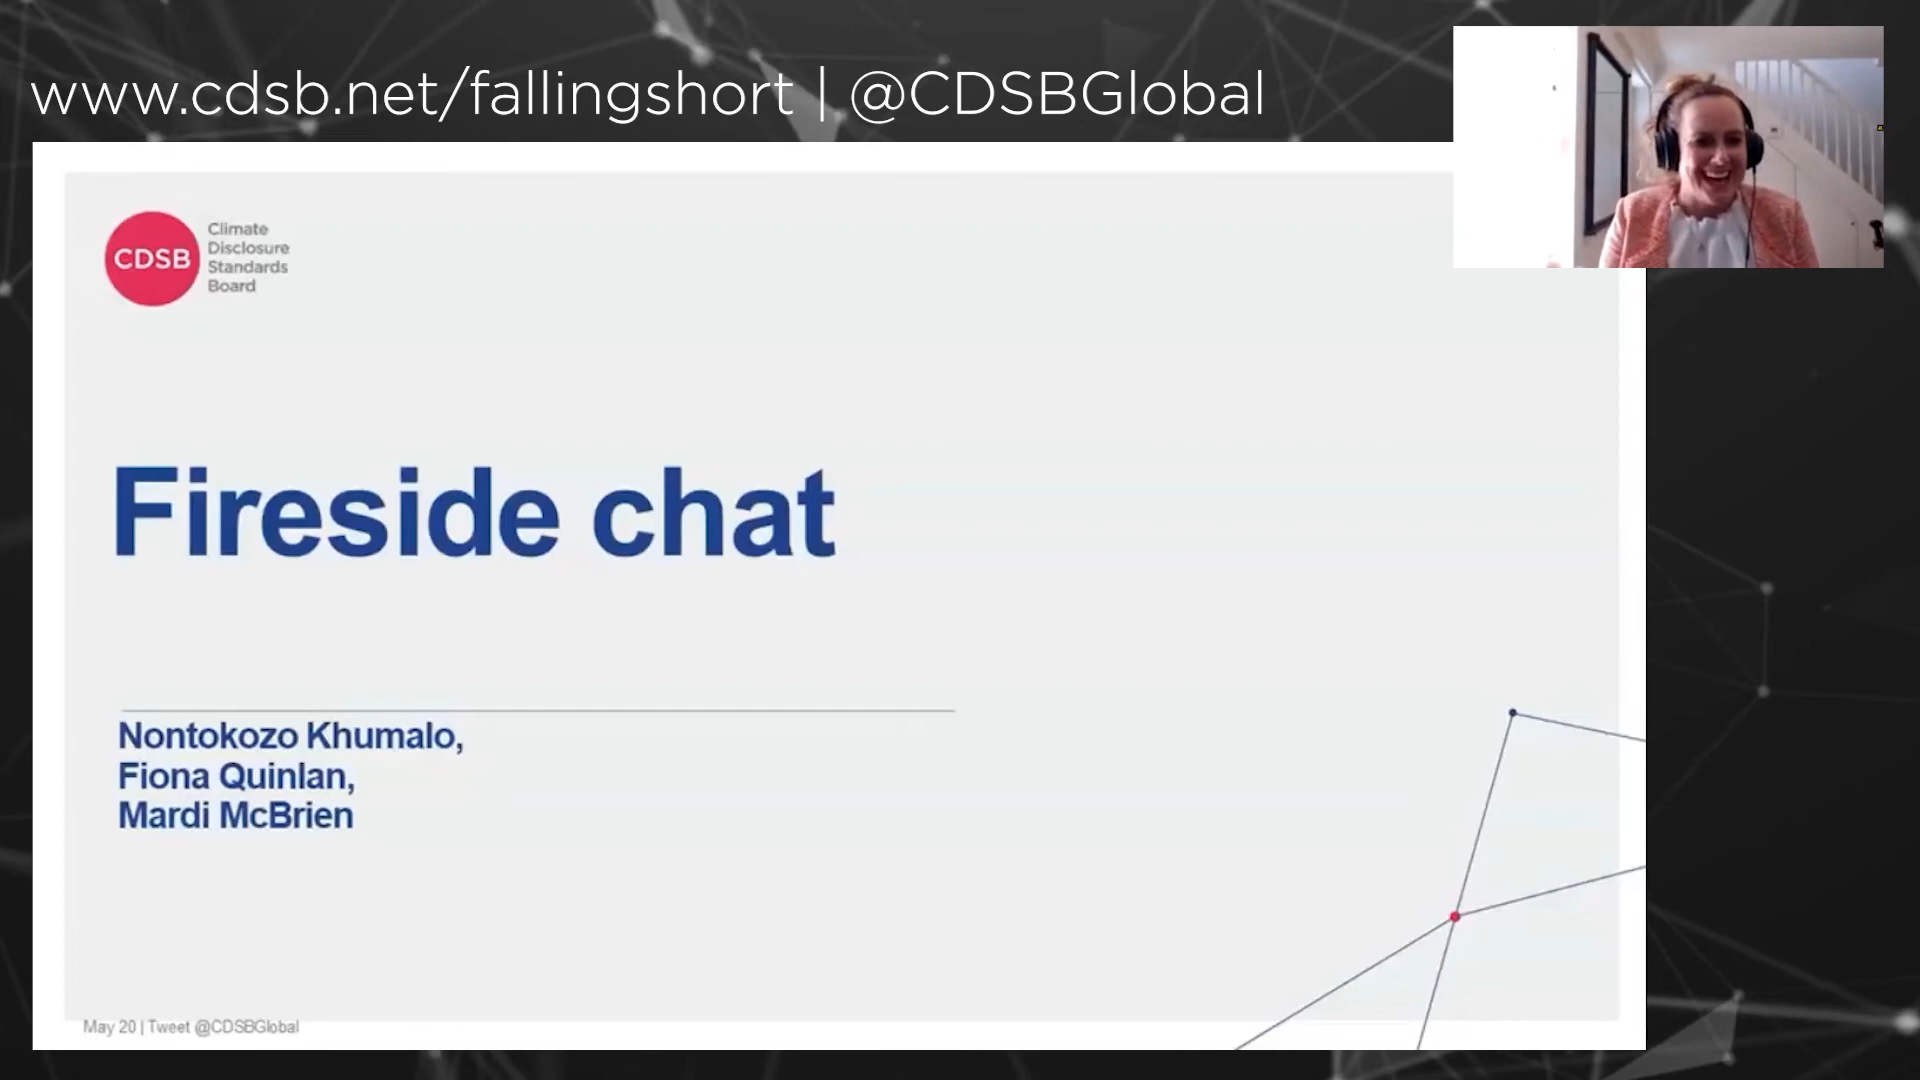 www.cdsb.net/fallingshort | @CDSBGlobal
CDSB
Climate
Disclosure
Standards
Board
Fireside chat
Nontokozo Khumalo,
Fiona Quinlan,
Mardi McBrien
May 20 | Tweet @CDSBGlobal